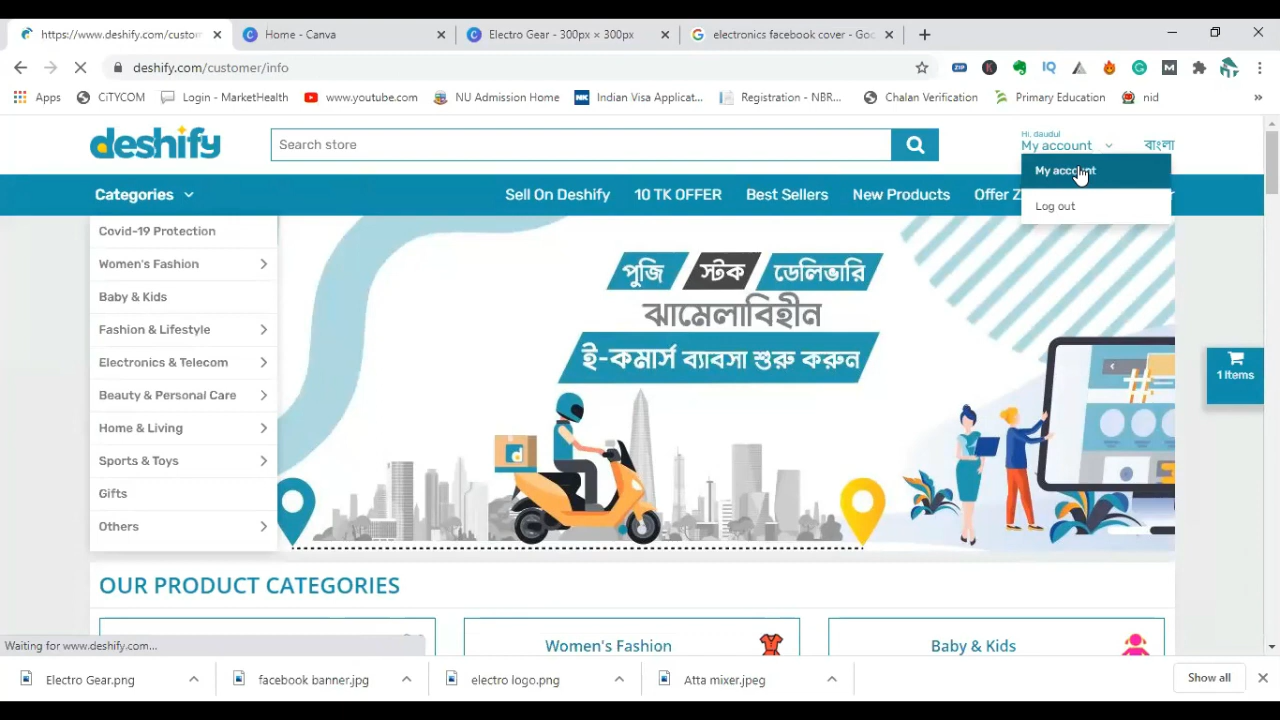 https://www.deshify.com/custom
Home - Canva
Electro Gear - 300px × 300px
electronics facebook cover - Goo
deshify.com/customer/info
Apps
CiTYCOM
Login - MarketHealth
www.youtube.com
NU Admission Home
Indian Visa Applicat...
Registration - NBR...
Chalan Verification
Primary Education
nid
deshify
Search store
Hi, daudul
My account
বাংলা
My account
Log out
Categories
Sell On Deshify
10 TK OFFER
Best Sellers
New Products
Offer Z
Covid-19 Protection
Women's Fashion
Baby & Kids
Fashion & Lifestyle
Electronics & Telecom
Beauty & Personal Care
Home & Living
Sports & Toys
Gifts
Others
পুজি স্টক ডেলিভারি
ঝামেলাবিহীন
ই-কমার্স ব্যাবসা শুরু করুন
1 Items
OUR PRODUCT CATEGORIES
Women's Fashion
Baby & Kids
Waiting for www.deshify.com...
Electro Gear.png
facebook banner.jpg
electro logo.png
Atta mixer.jpeg
Show all